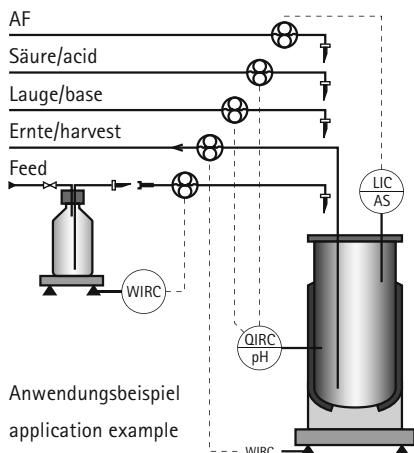 AF
Säure/acid
Lauge/base
Ernte/harvest
Feed
LIC
AS
WIRC
QIRC
pH
Anwendungsbeispiel
application example
WIRC